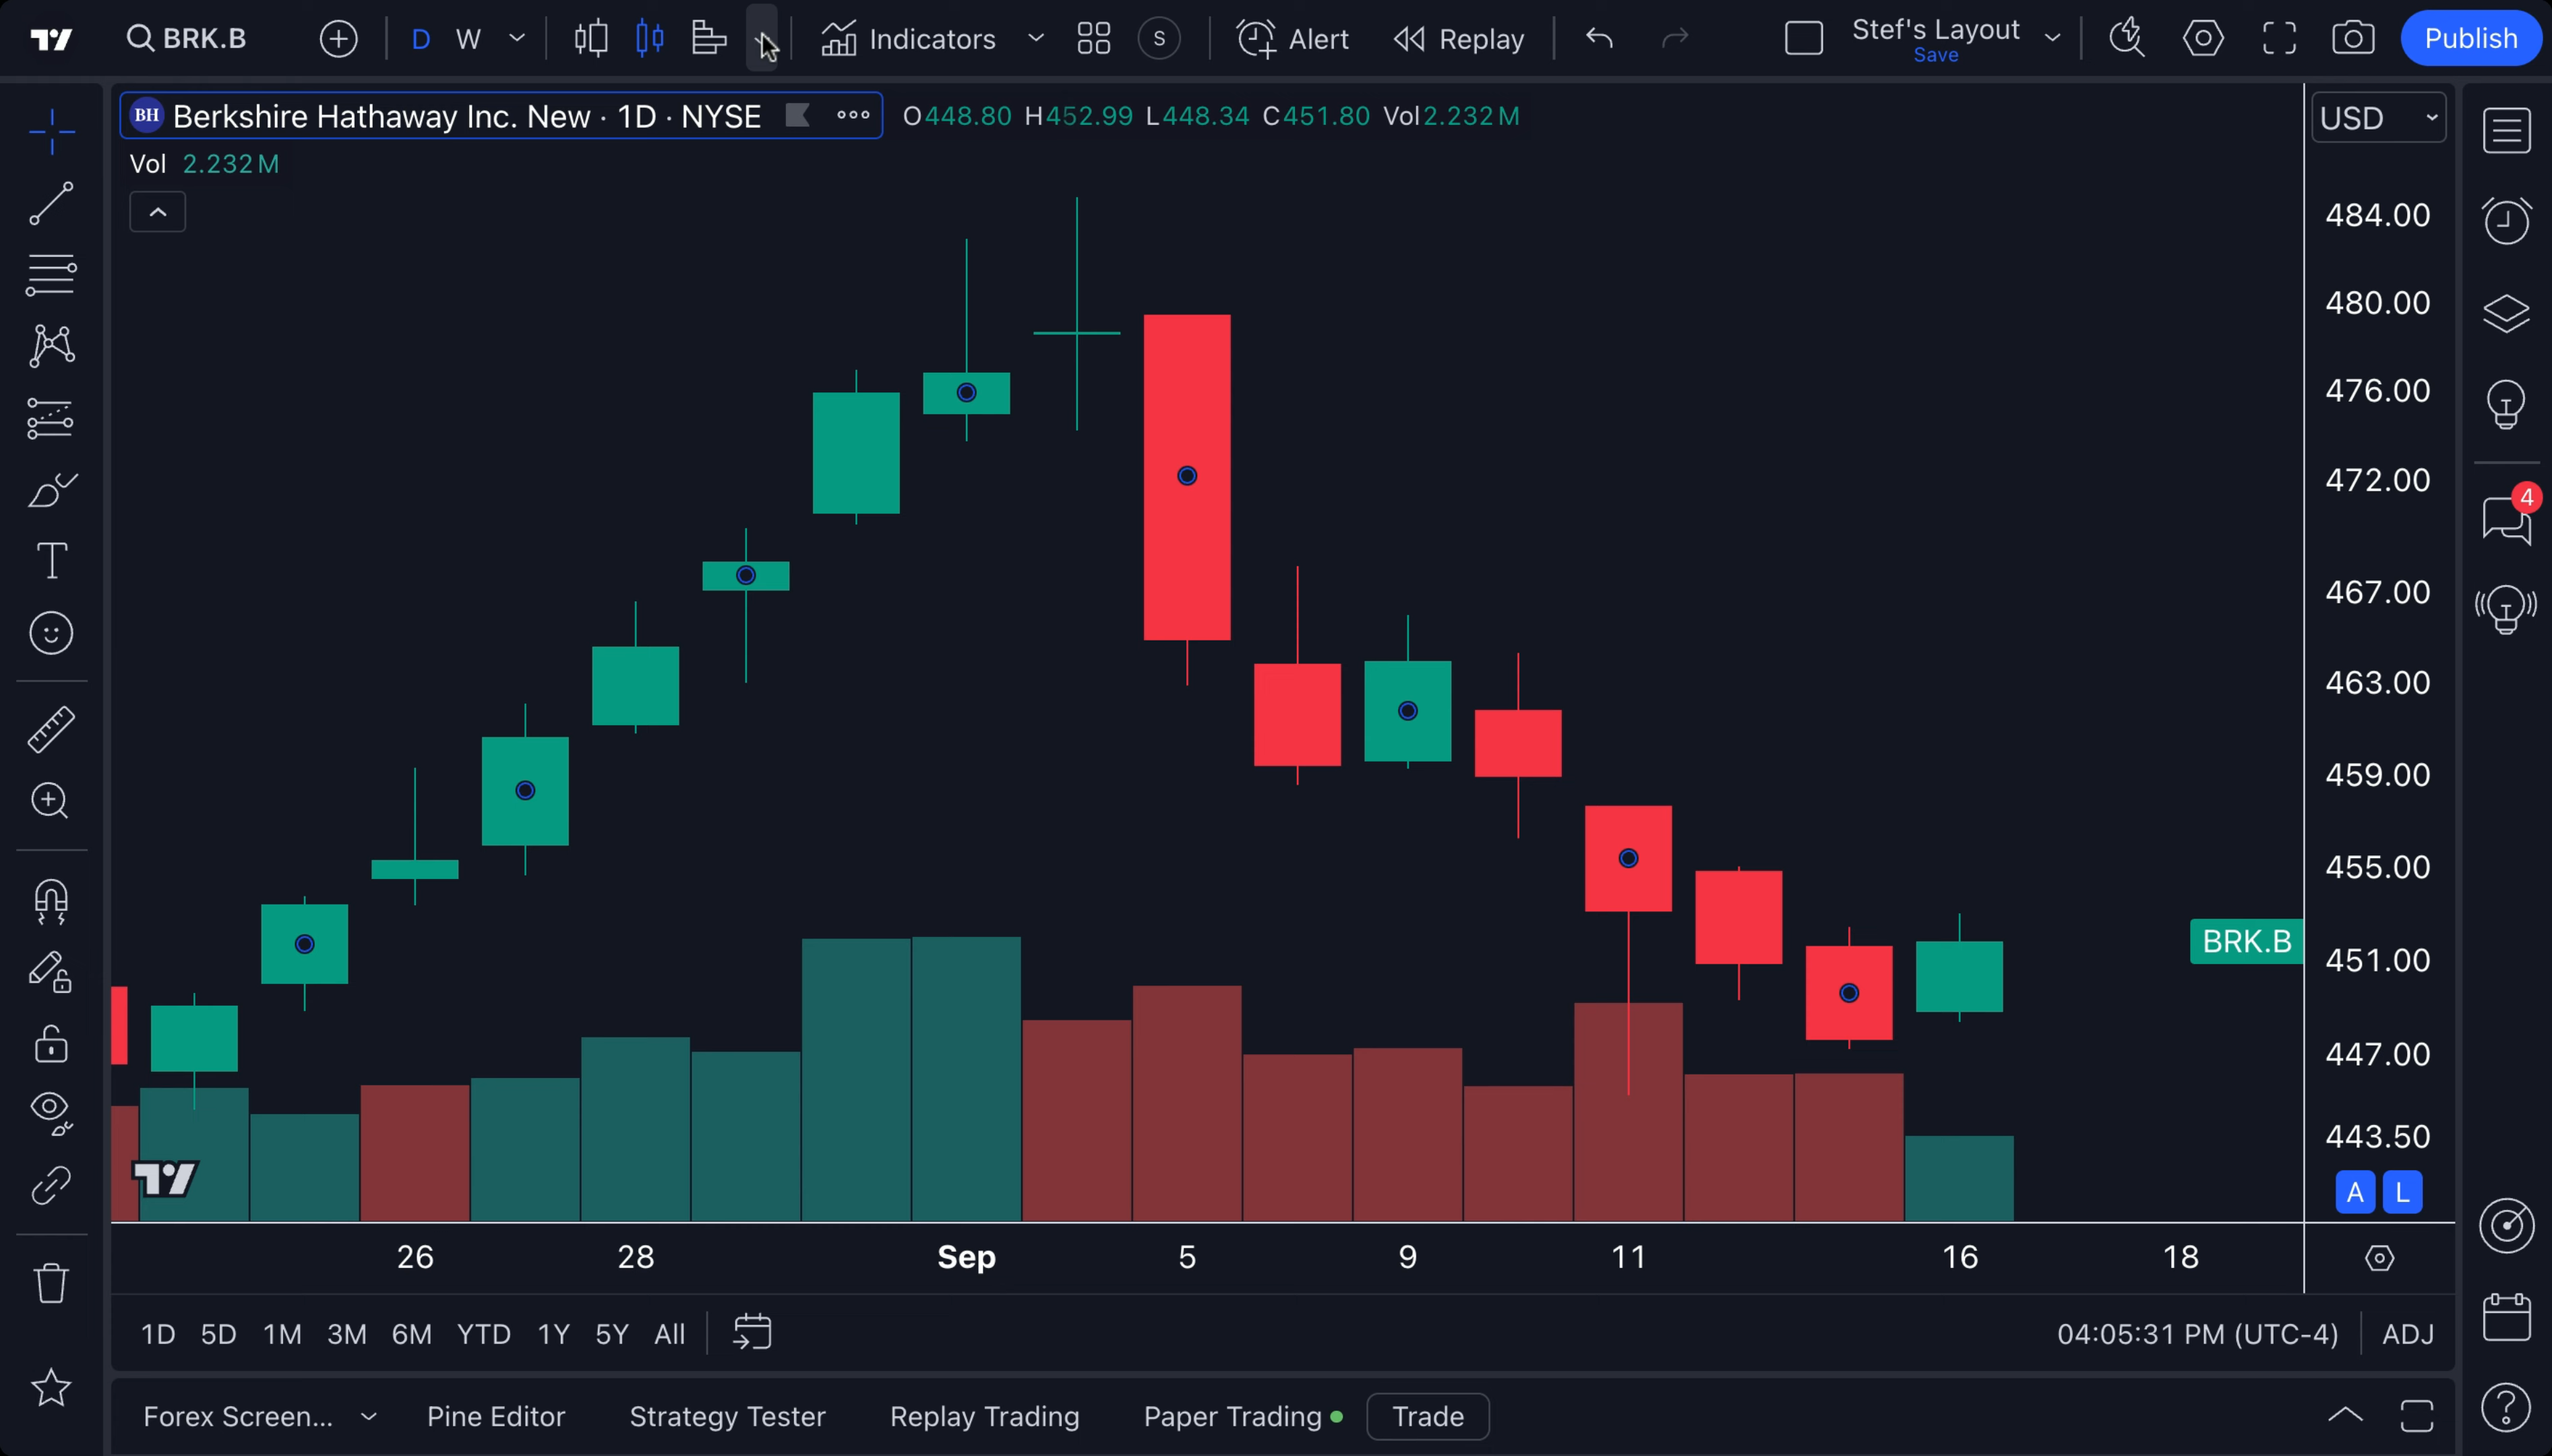 BRK.B
D W
Indicators
S
Alert
Replay
Stef's Layout
Save
Publish
BH Berkshire Hathaway Inc. New · 1D · NYSE
O448.80 H452.99 L448.34 C451.80 Vol2.232M
USD
Vol 2.232M
484.00
480.00
476.00
472.00
4
467.00
463.00
459.00
455.00
BRK.B
451.00
447.00
443.50
A L
26 28 Sep 5 9 11 16 18
1D 5D 1M 3M 6M YTD 1Y 5Y All
04:05:31 PM (UTC-4)
ADJ
Forex Screen... Pine Editor Strategy Tester Replay Trading Paper Trading Trade